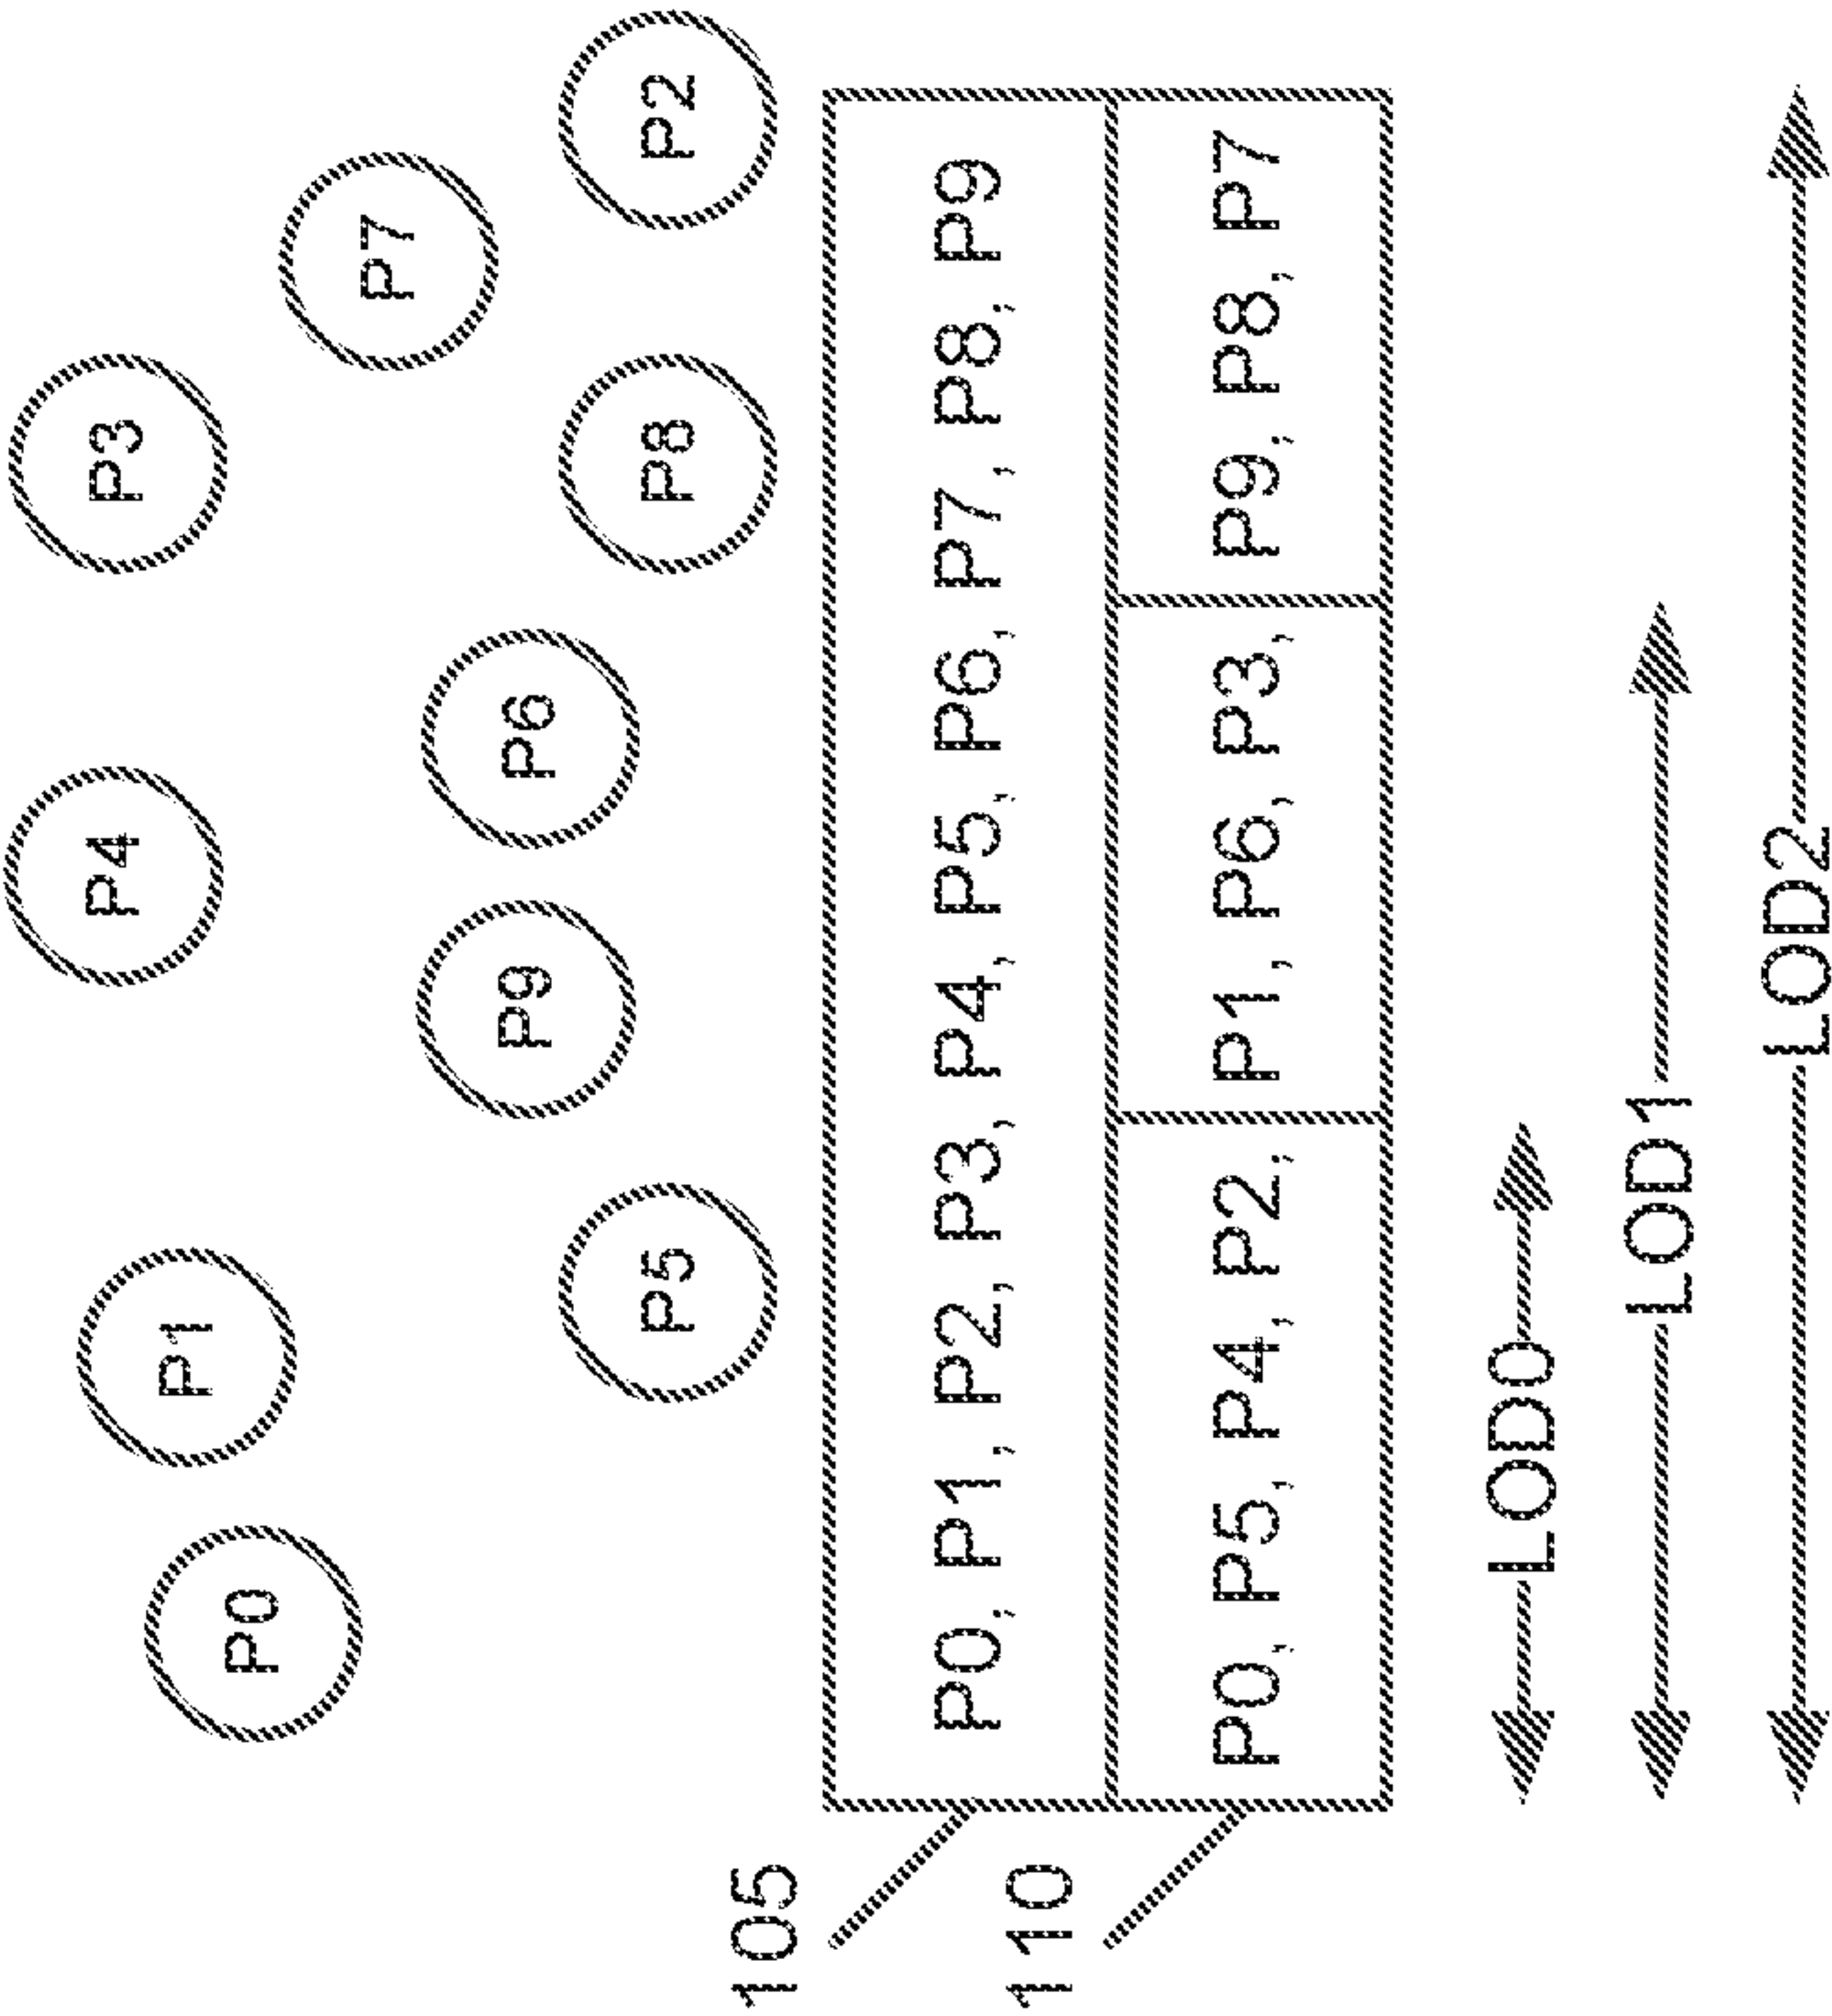 P3
P4
P1
P0
P7
P2
P6
P9
P8
P5
105
P0, P1, P2, P3, P4, P5, P6, P7, P8, P9
110
P0, P5, P4, P2,
P1, P6, P3,
P9, P8, P7
LOD0
LOD1
LOD2